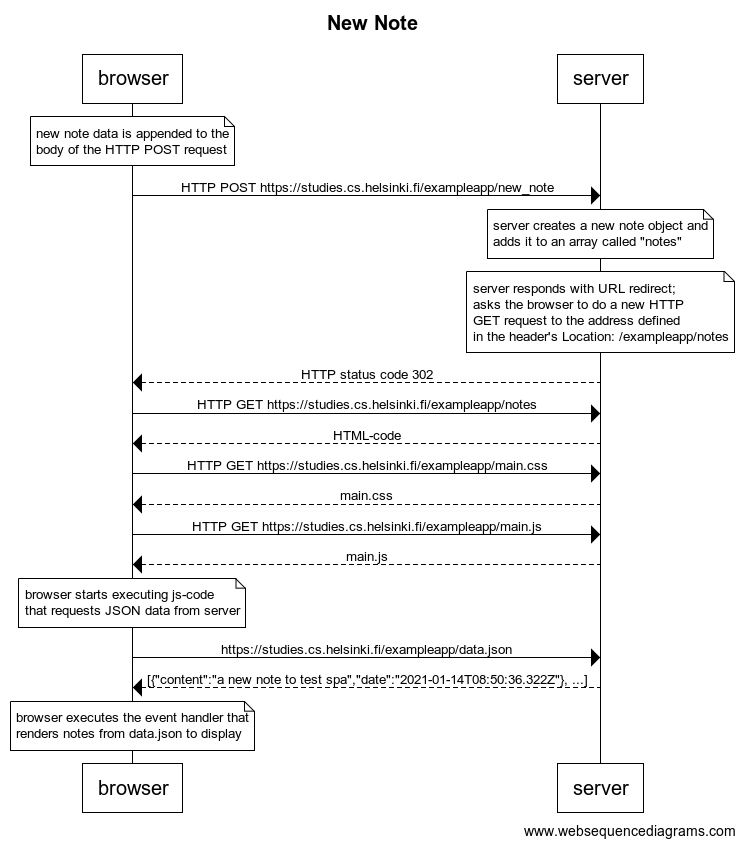 New Note
browser
server
new note data is appended to the
body of the HTTP POST request
HTTP POST https://studies.cs.helsinki.fi/exampleapp/new_note
server creates a new note object and
adds it to an array called "notes"
server responds with URL redirect;
asks the browser to do a new HTTP
GET request to the address defined
in the header's Location: /exampleapp/notes
HTTP status code 302
HTTP GET https://studies.cs.helsinki.fi/exampleapp/notes
HTML-code
HTTP GET https://studies.cs.helsinki.fi/exampleapp/main.css
main.css
HTTP GET https://studies.cs.helsinki.fi/exampleapp/main.js
main.js
browser starts executing js-code
that requests JSON data from server
https://studies.cs.helsinki.fi/exampleapp/data.json
[{"content":"a new note to test spa","date":"2021-01-14T08:50:36.322Z"}, ...]
browser executes the event handler that
renders notes from data.json to display
browser
server
www.websequencediagrams.com